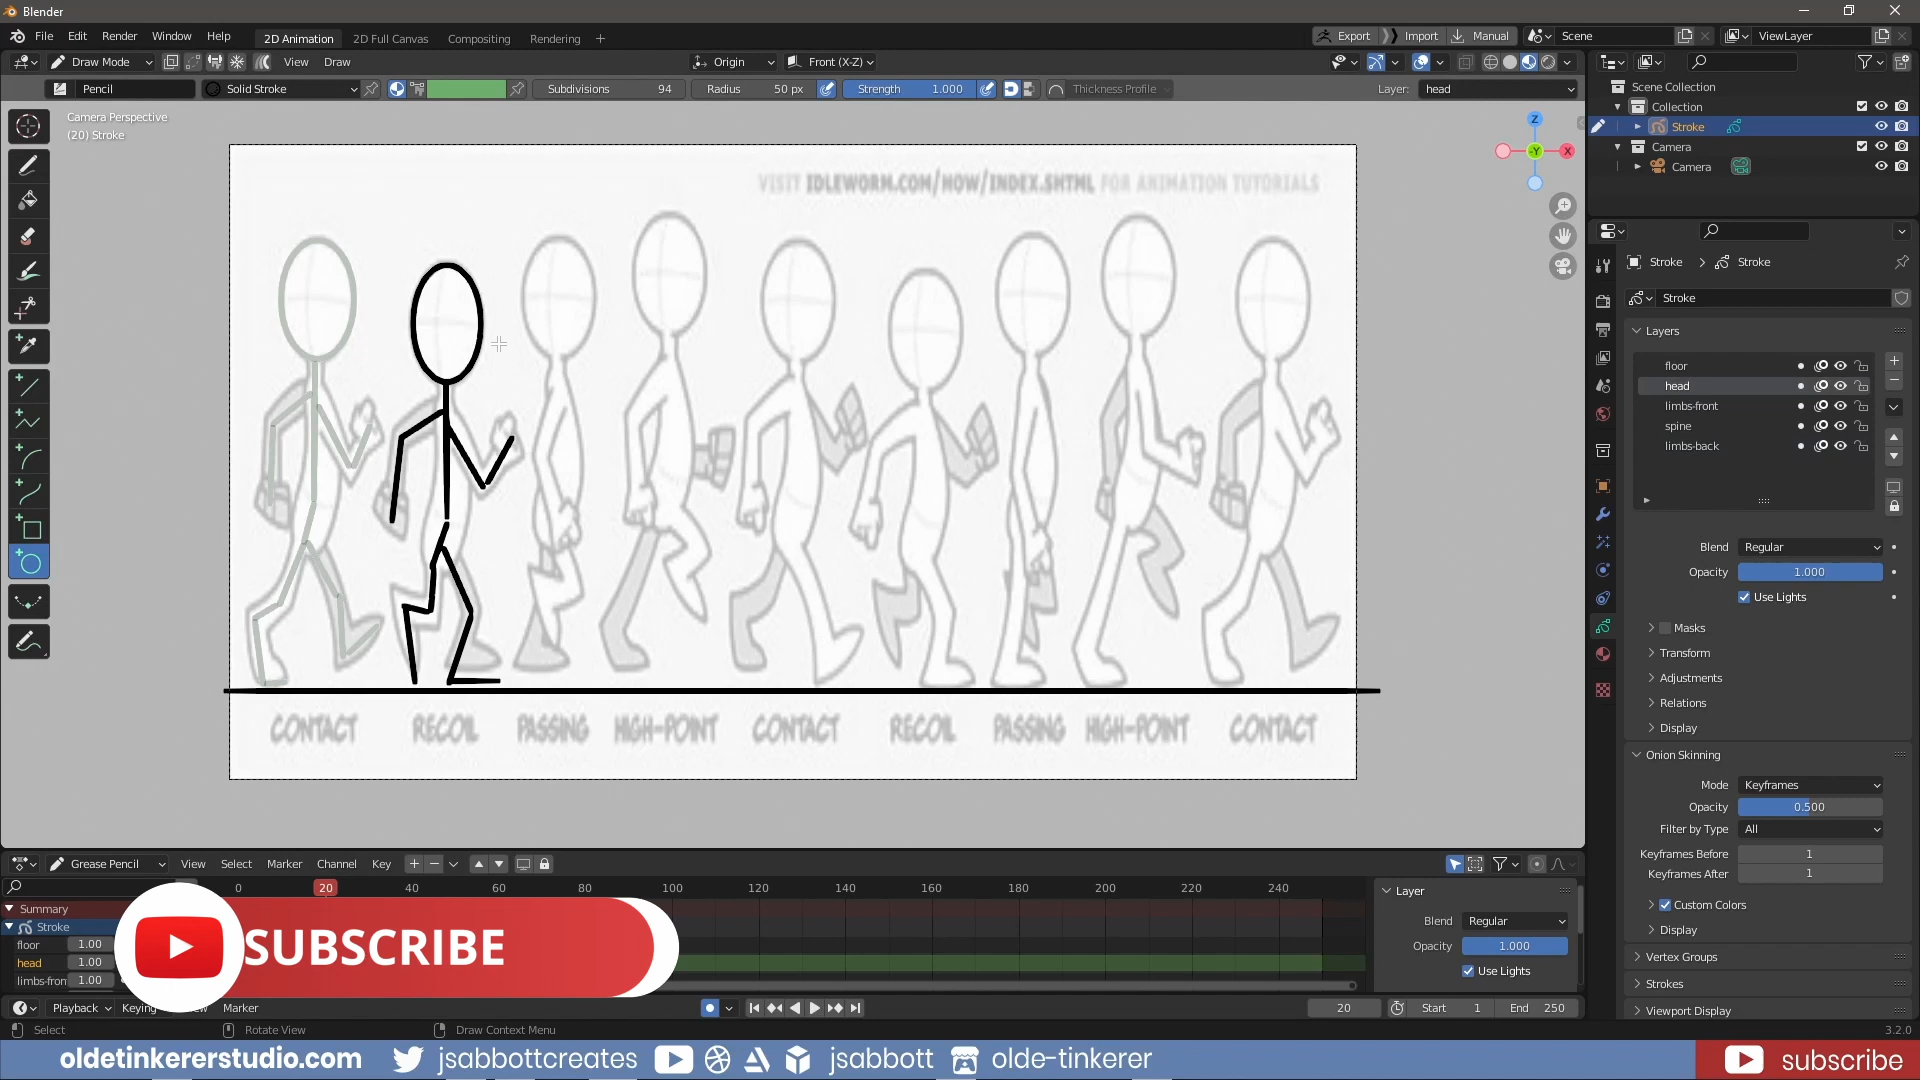 Blender
File Edit Render Window Help 2D Animation 2D Full Canvas Compositing Rendering + Export Import Manual Scene ViewLayer
Draw Mode View Draw Origin Front (X-Z)
Pencil Solid Stroke Subdivisions 94 Radius 50 px Strength 1.000 Thickness Profile Layer: head
Camera Perspective
(20) Stroke
Scene Collection
Collection
Stroke
Camera
Camera
Z
-Y X
VISIT IDLEWORM.COM/HOW/INDEX.SHTML FOR ANIMATION TUTORIALS
CONTACT RECOIL PASSING HIGH-POINT CONTACT RECOIL PASSING HIGH-POINT CONTACT
Stroke > Stroke
Stroke
Layers
floor
head
limbs-front
spine
limbs-back
Blend Regular
Opacity 1.000
Use Lights
Masks
Transform
Adjustments
Relations
Display
Onion Skinning
Mode Keyframes
Opacity 0.500
Filter by Type All
Keyframes Before 1
Keyframes After 1
Custom Colors
Display
Vertex Groups
Strokes
Viewport Display
Grease Pencil View Select Marker Channel Key
0 20 40 60 80 100 120 140 160 180 200 220 240
Summary
Stroke
floor 1.00
head 1.00
limbs-fron 1.00
SUBSCRIBE
Layer
Blend Regular
Opacity 1.000
Use Lights
Playback Keying Marker 20 Start 1 End 250
Select Rotate View Draw Context Menu 3.2.0
oldetinkererstudio.com jsabbottcreates jsabbott olde-tinkerer subscribe